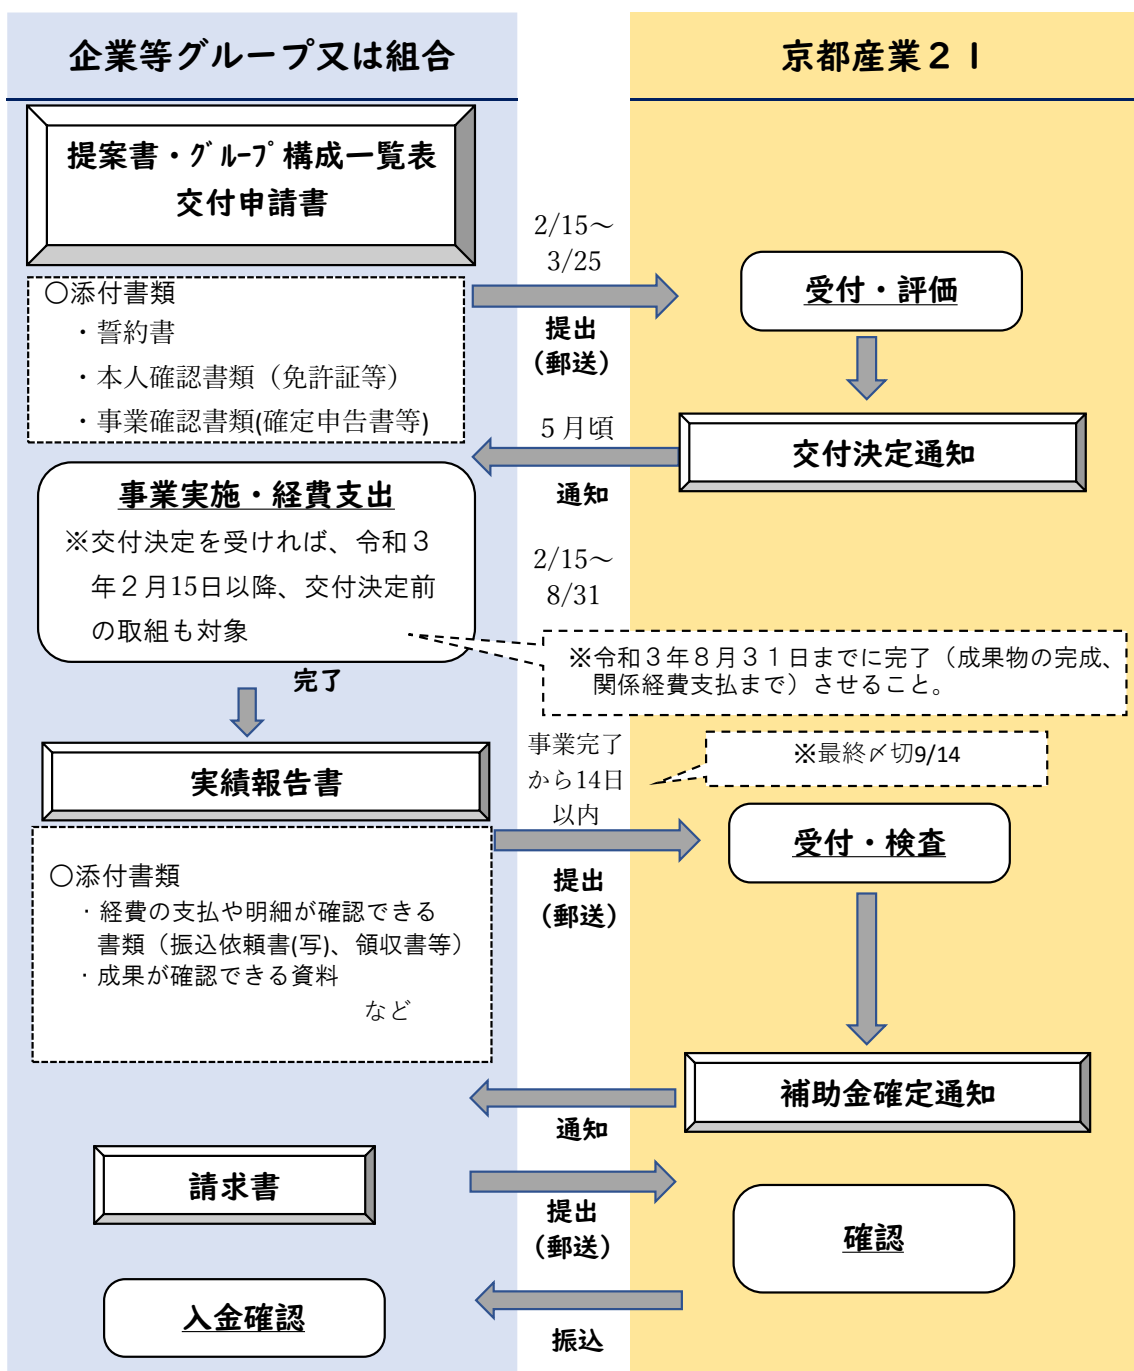 企業等グループ又は組合
京都産業２１
提案書・ｸﾞﾙｰﾌﾟ構成一覧表
交付申請書
2/15～
3/25
提出
（郵送）
受付・評価
〇添付書類
・誓約書
・本人確認書類（免許証等）
・事業確認書類(確定申告書等)
５月頃
通知
交付決定通知
事業実施・経費支出
※交付決定を受ければ、令和３
年２月15日以降、交付決定前
の取組も対象
2/15～
8/31
※令和３年８月３１日までに完了（成果物の完成、
関係経費支払まで）させること。
完了
実績報告書
事業完了
から14日
以内
※最終〆切9/14
提出
（郵送）
受付・検査
〇添付書類
・経費の支払や明細が確認できる
書類（振込依頼書(写)、領収書等）
・成果が確認できる資料
など
補助金確定通知
通知
請求書
提出
（郵送）
確認
入金確認
振込